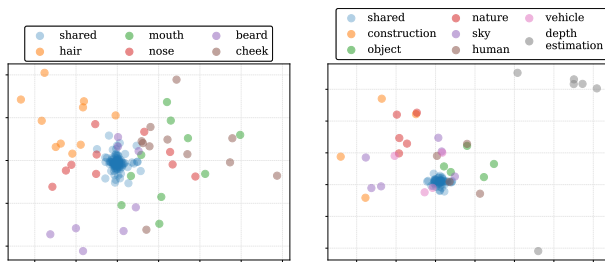 shared mouth beard
hair nose cheek
shared nature vehicle
construction sky depth
object human estimation